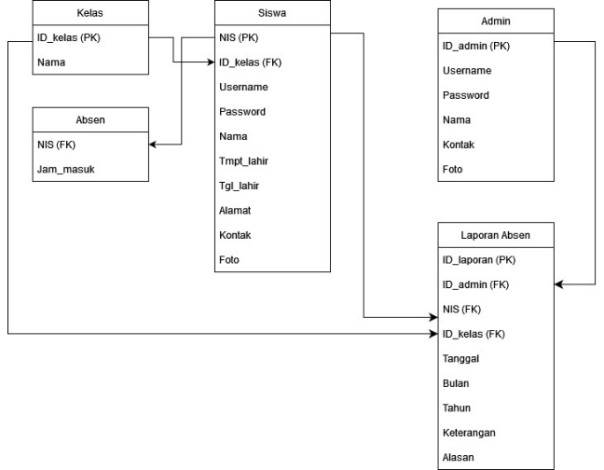 Kelas
ID_kelas (PK)
Nama
Absen
NIS (FK)
Jam_masuk
Siswa
NIS (PK)
ID_kelas (FK)
Username
Password
Nama
Tmpt_lahir
Tgl_lahir
Alamat
Kontak
Foto
Admin
ID_admin (PK)
Username
Password
Nama
Kontak
Foto
Laporan Absen
ID_laporan (PK)
ID_admin (FK)
NIS (FK)
ID_kelas (FK)
Tanggal
Bulan
Tahun
Keterangan
Alasan